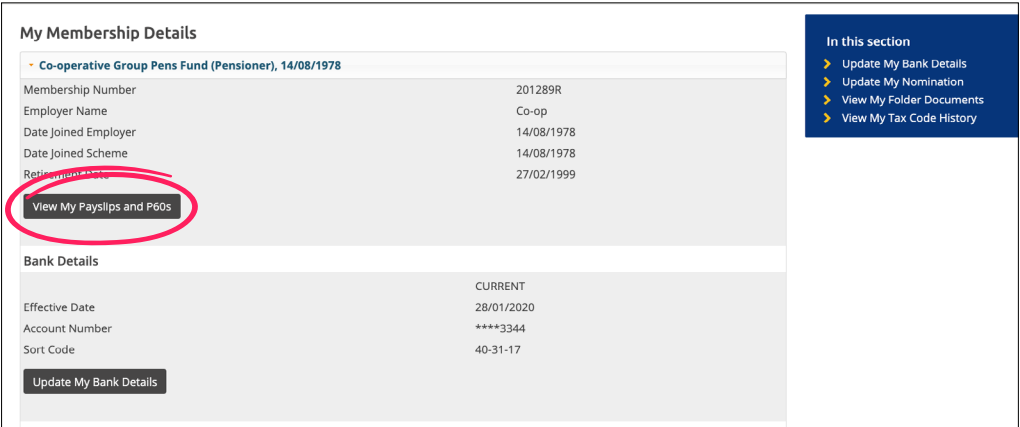 My Membership Details
Co-operative Group Pens Fund (Pensioner), 14/08/1978
Membership Number 201289R
Employer Name Co-op
Date Joined Employer 14/08/1978
Date Joined Scheme 14/08/1978
Retirement Date 27/02/1999
View My Payslips and P60s
Bank Details
CURRENT
Effective Date 28/01/2020
Account Number ****3344
Sort Code 40-31-17
Update My Bank Details
In this section
Update My Bank Details
Update My Nomination
View My Folder Documents
View My Tax Code History